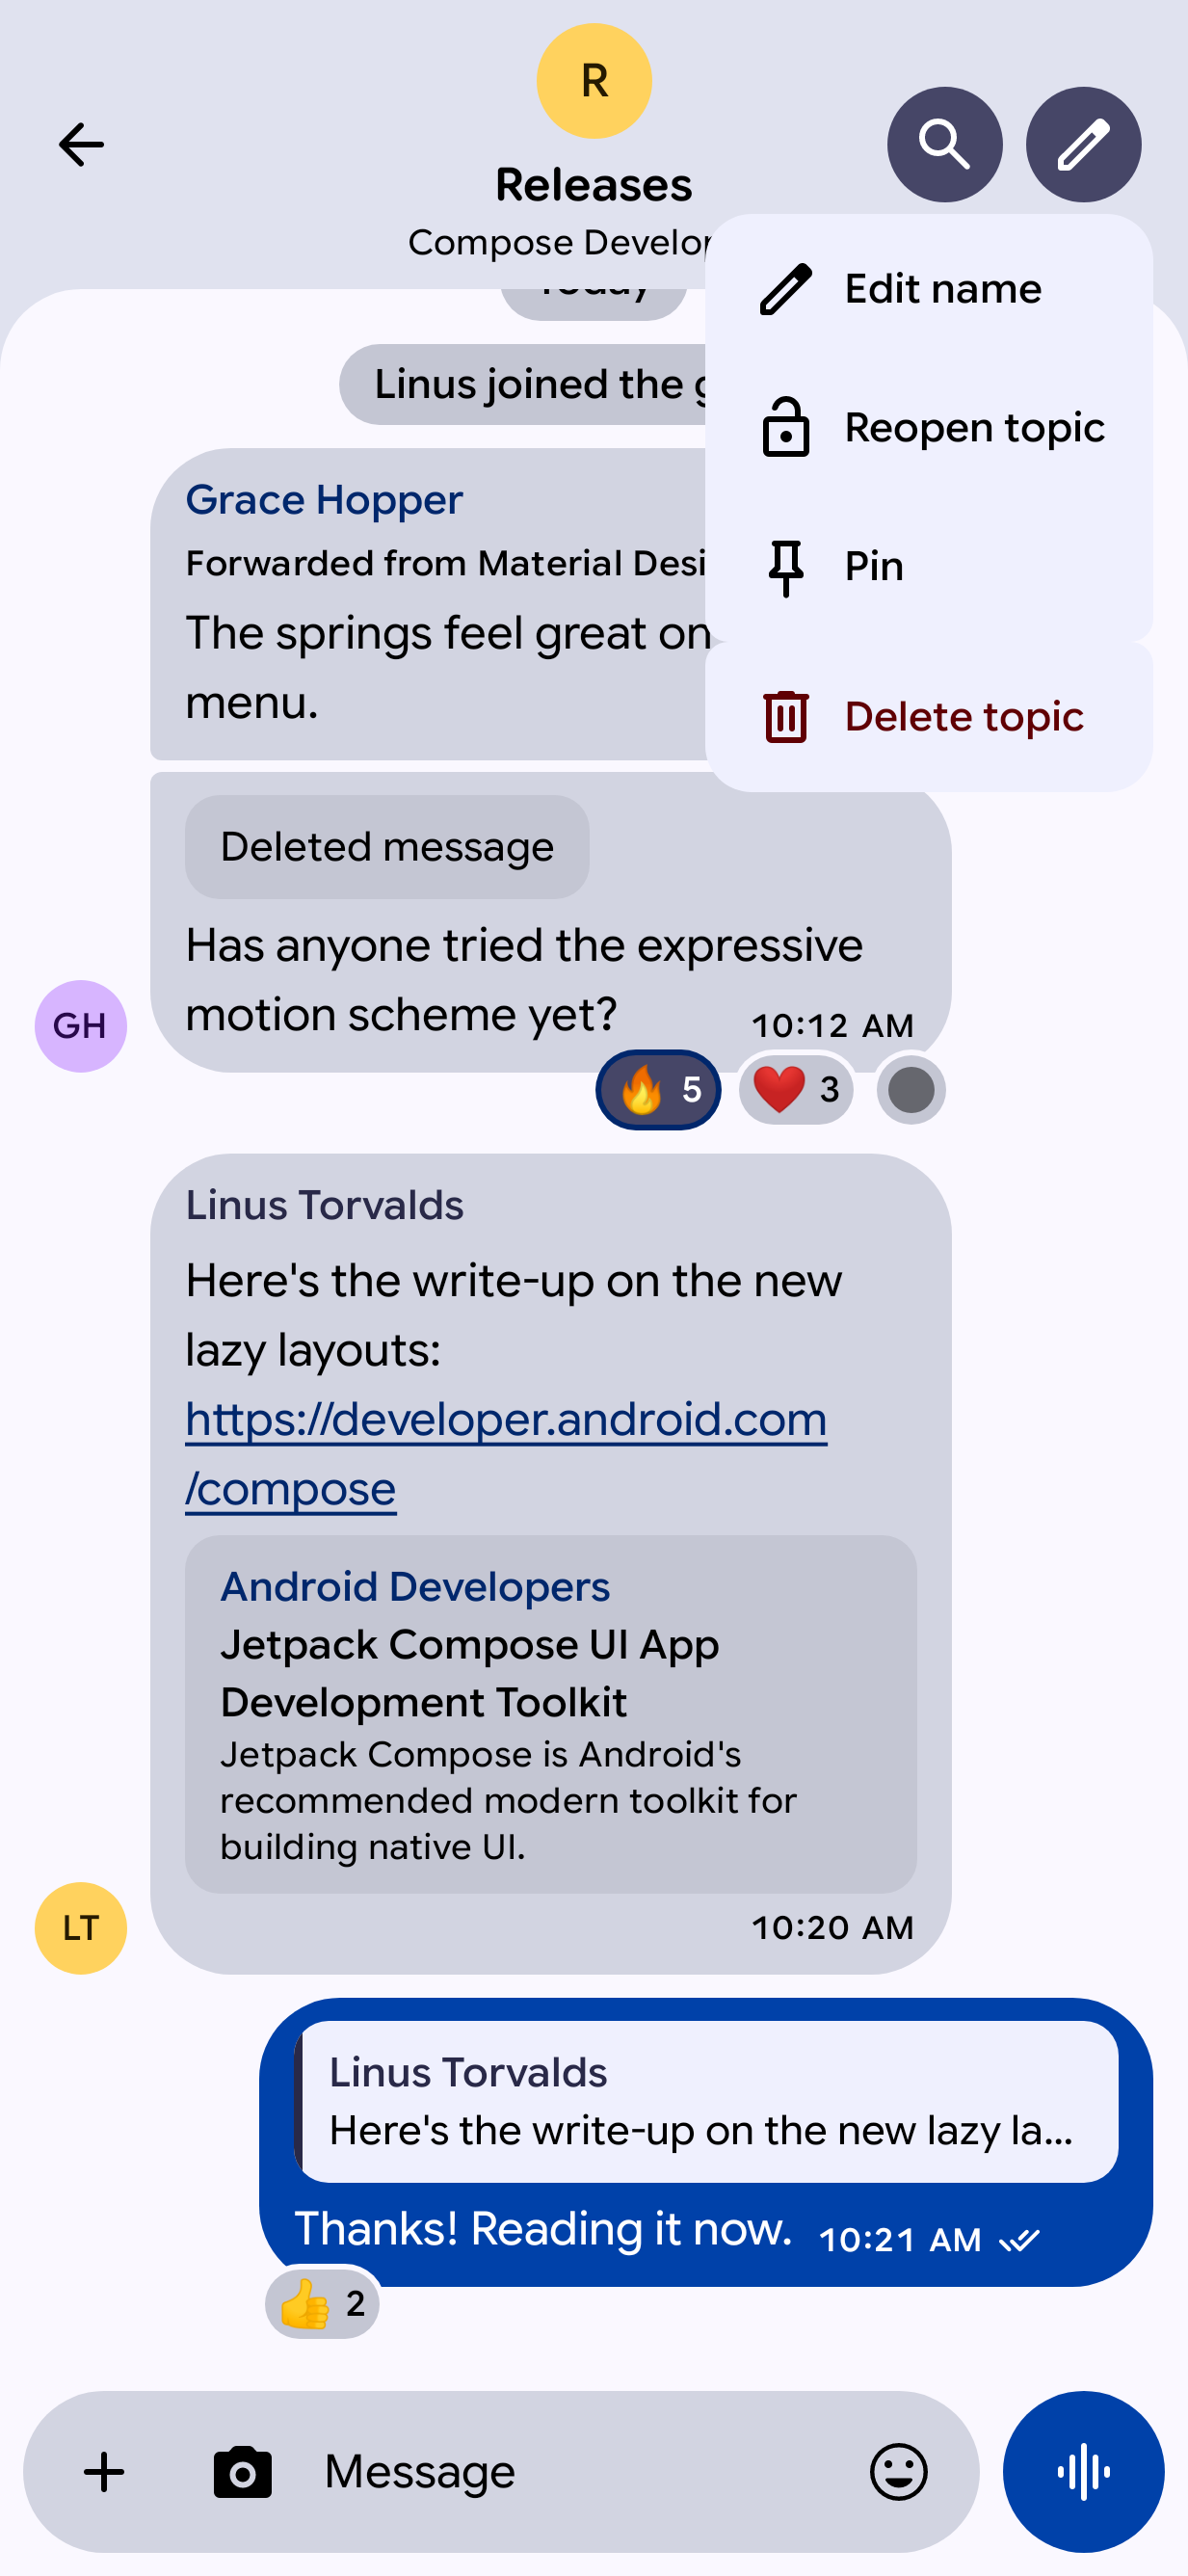 R
Releases
Compose Develop
Today
Linus joined the g
Edit name
Reopen topic
Pin
Delete topic
Grace Hopper
Forwarded from Material Desi
The springs feel great on
menu.
Deleted message
Has anyone tried the expressive
motion scheme yet?
10:12 AM
GH
5
3
Linus Torvalds
Here's the write-up on the new
lazy layouts:
https://developer.android.com
/compose
Android Developers
Jetpack Compose UI App
Development Toolkit
Jetpack Compose is Android's
recommended modern toolkit for
building native UI.
LT
10:20 AM
Linus Torvalds
Here's the write-up on the new lazy la...
Thanks! Reading it now.
10:21 AM
2
Message